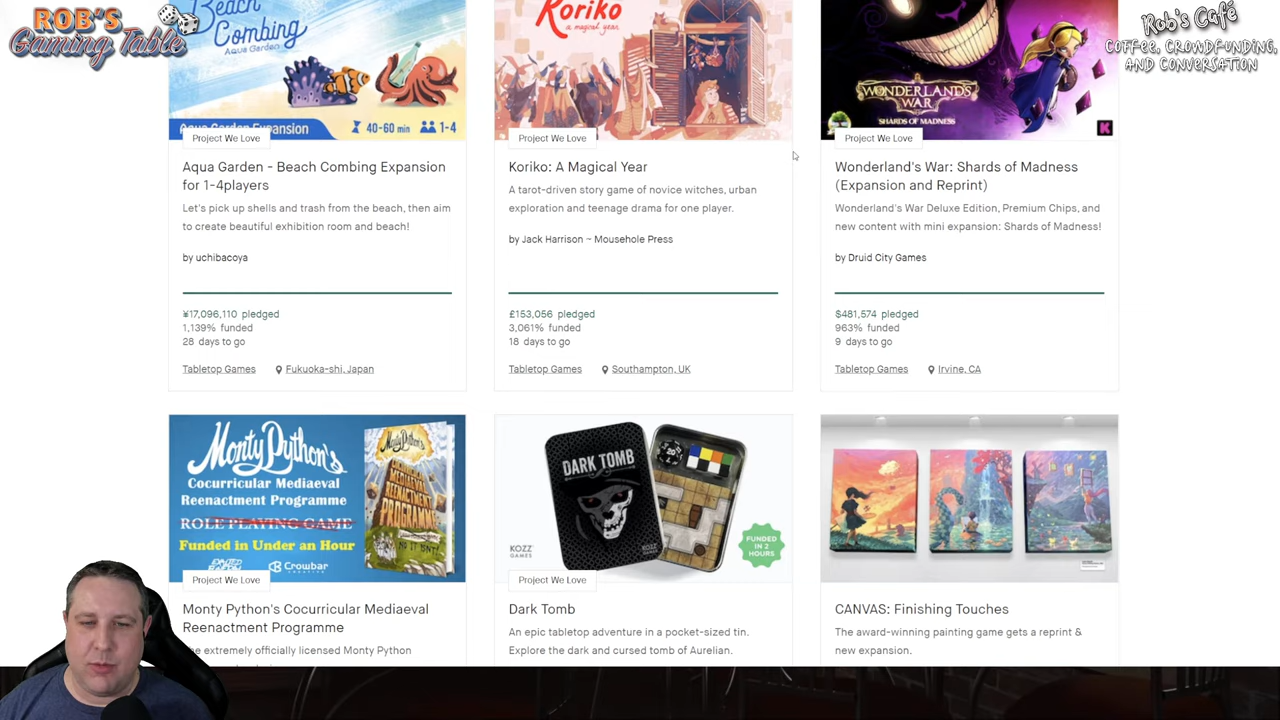 ROB'S
Gaming Table
Rob's Café
COFFEE, CROWDFUNDING,
AND CONVERSATION
Beach
Combing
Aqua Garden
Aqua Garden Expansion
40-60 min
1-4
Project We Love
Aqua Garden - Beach Combing Expansion
for 1-4players
Let's pick up shells and trash from the beach, then aim
to create beautiful exhibition room and beach!
by uchibacoya
¥17,096,110 pledged
1,139% funded
28 days to go
Tabletop Games
Fukuoka-shi, Japan
Koriko
a magical year
Project We Love
Koriko: A Magical Year
A tarot-driven story game of novice witches, urban
exploration and teenage drama for one player.
by Jack Harrison ~ Mousehole Press
£153,056 pledged
3,061% funded
18 days to go
Tabletop Games
Southampton, UK
WONDERLAND'S
WAR
SHARDS OF MADNESS
K
Project We Love
Wonderland's War: Shards of Madness
(Expansion and Reprint)
Wonderland's War Deluxe Edition, Premium Chips, and
new content with mini expansion: Shards of Madness!
by Druid City Games
$481,574 pledged
963% funded
9 days to go
Tabletop Games
Irvine, CA
Monty Python's
Cocurricular Mediaeval
Reenactment Programme
ROLE PLAYING GAME
Funded in Under an Hour
Crowbar
Monty Python's
COCURRICULAR
MEDIAEVAL
REENACTMENT
PROGRAMME
NO IT ISN'T!
Project We Love
Monty Python's Cocurricular Mediaeval
Reenactment Programme
extremely officially licensed Monty Python
DARK TOMB
20
KOZZ
GAMES
FUNDED
IN 2
HOURS
Project We Love
Dark Tomb
An epic tabletop adventure in a pocket-sized tin.
Explore the dark and cursed tomb of Aurelian.
CANVAS: Finishing Touches
The award-winning painting game gets a reprint &
new expansion.